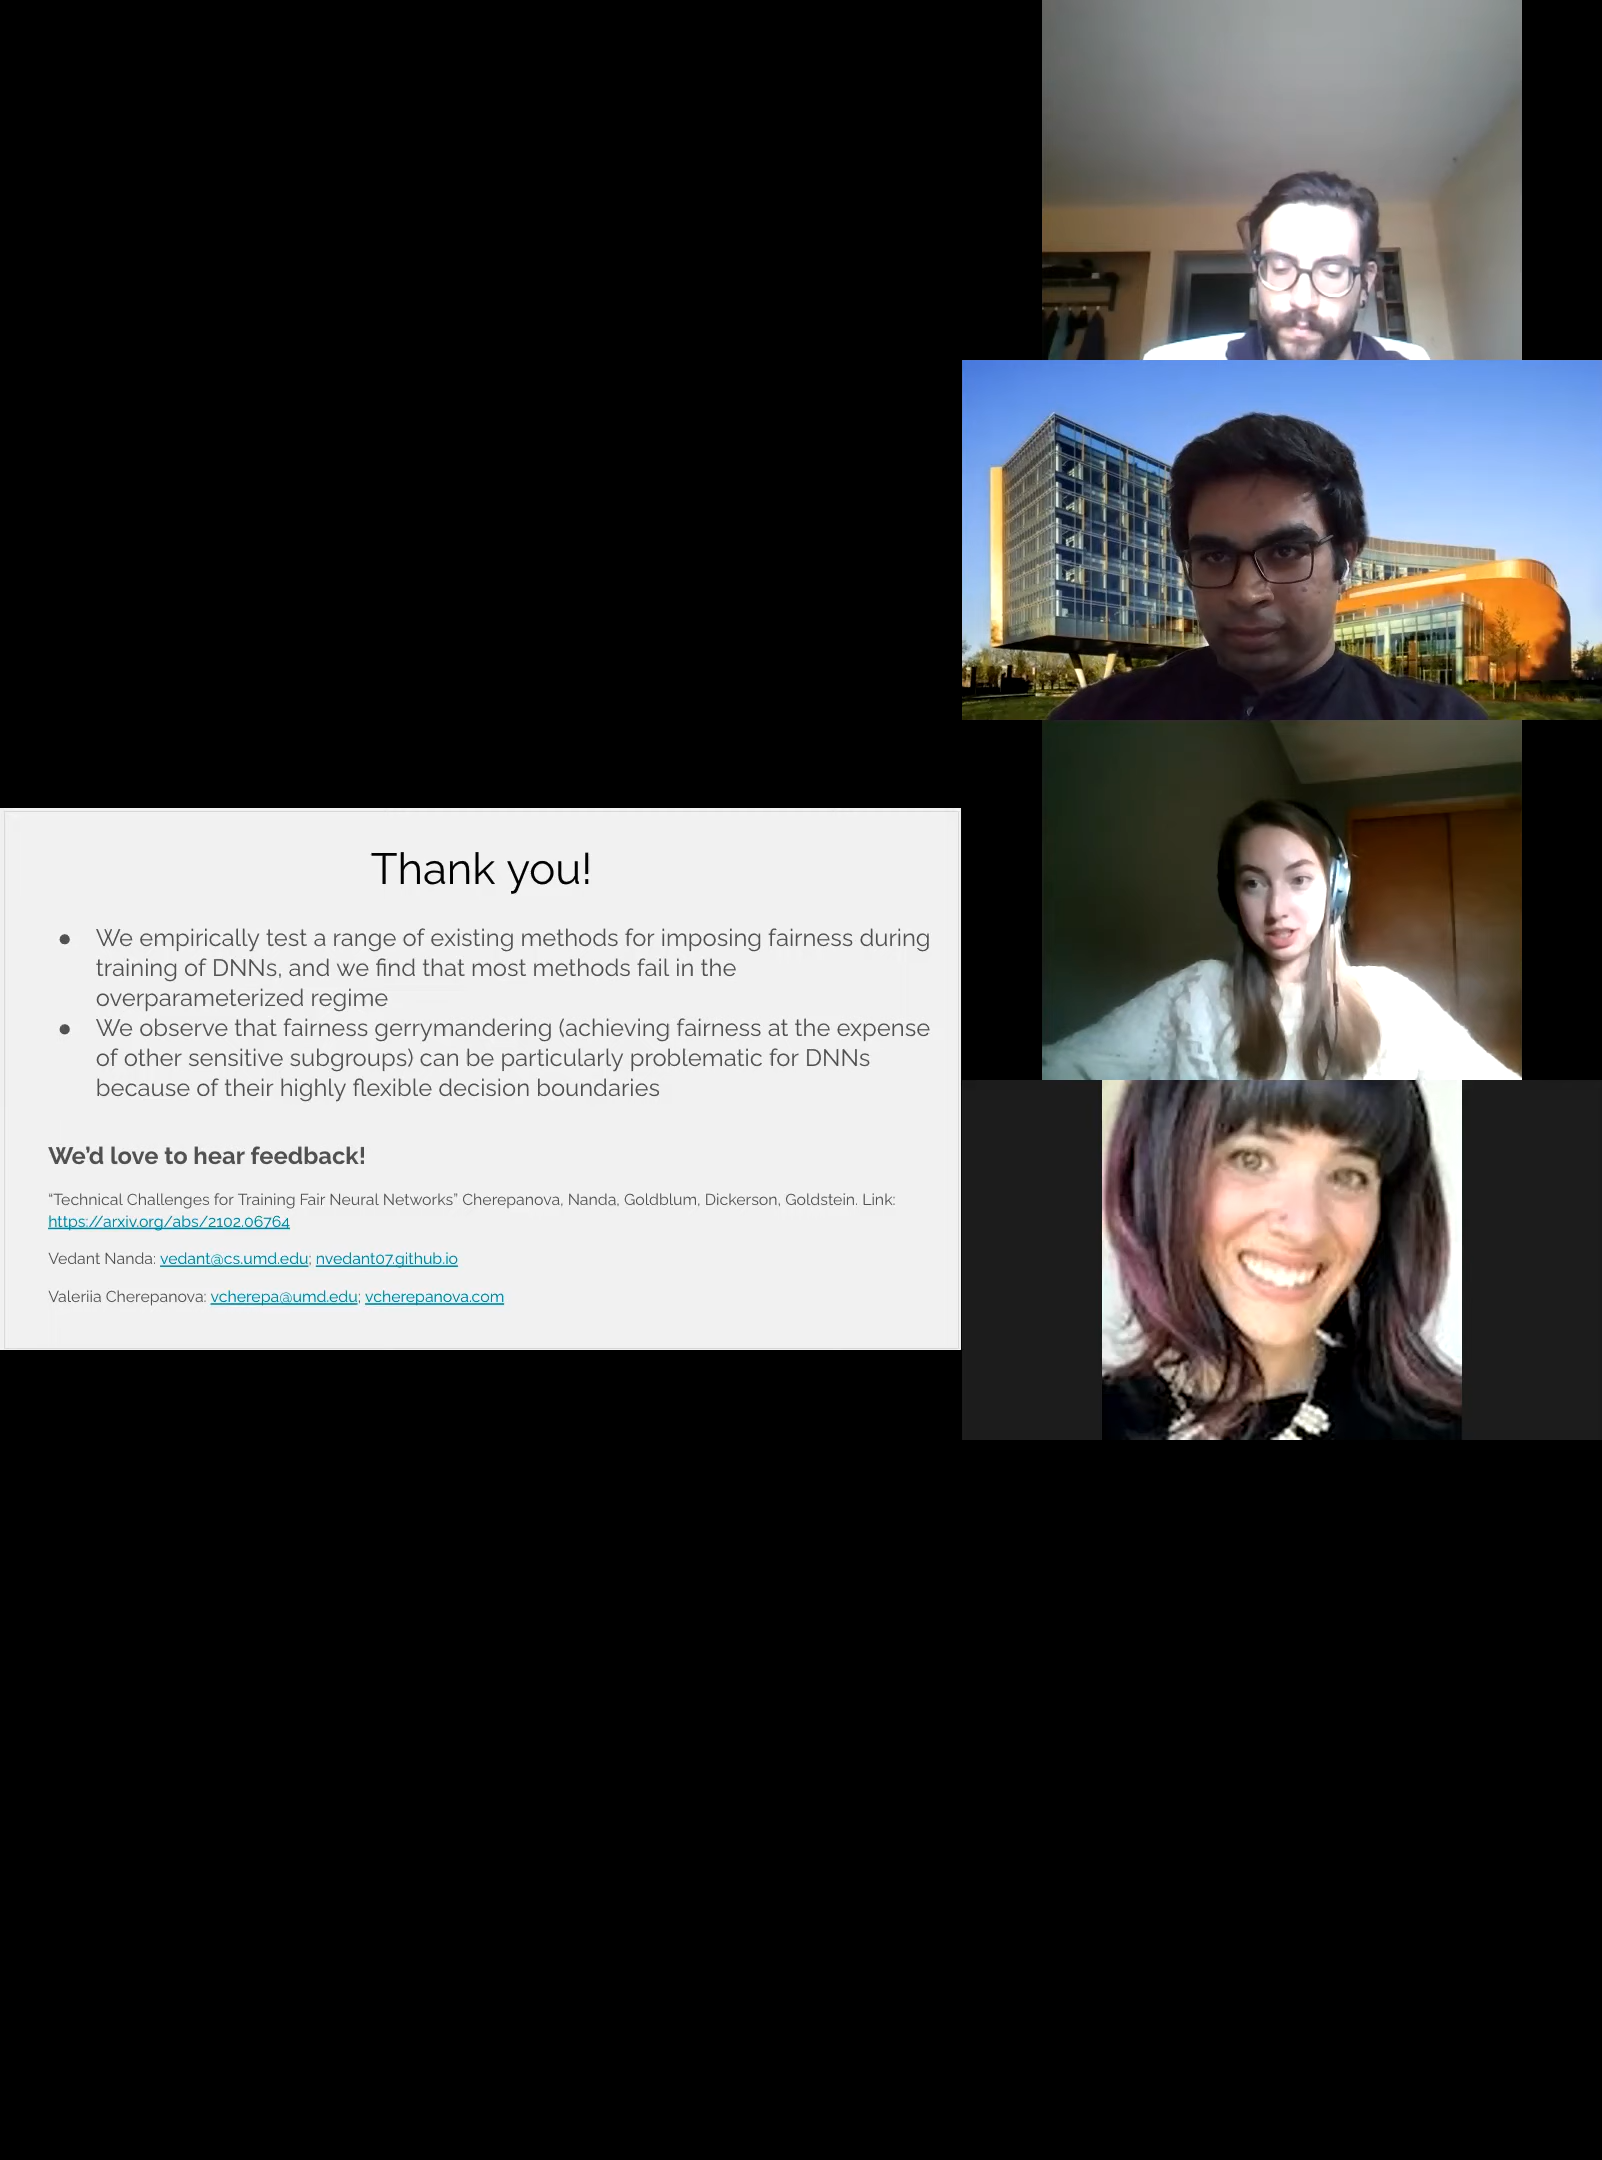 Thank you!
● We empirically test a range of existing methods for imposing fairness during
training of DNNs, and we find that most methods fail in the
overparameterized regime
● We observe that fairness gerrymandering (achieving fairness at the expense
of other sensitive subgroups) can be particularly problematic for DNNs
because of their highly flexible decision boundaries
We'd love to hear feedback!
“Technical Challenges for Training Fair Neural Networks” Cherepanova, Nanda, Goldblum, Dickerson, Goldstein. Link:
https://arxiv.org/abs/2102.06764
Vedant Nanda: vedant@cs.umd.edu; nvedant07.github.io
Valeriia Cherepanova: vcherepa@umd.edu; vcherepanova.com